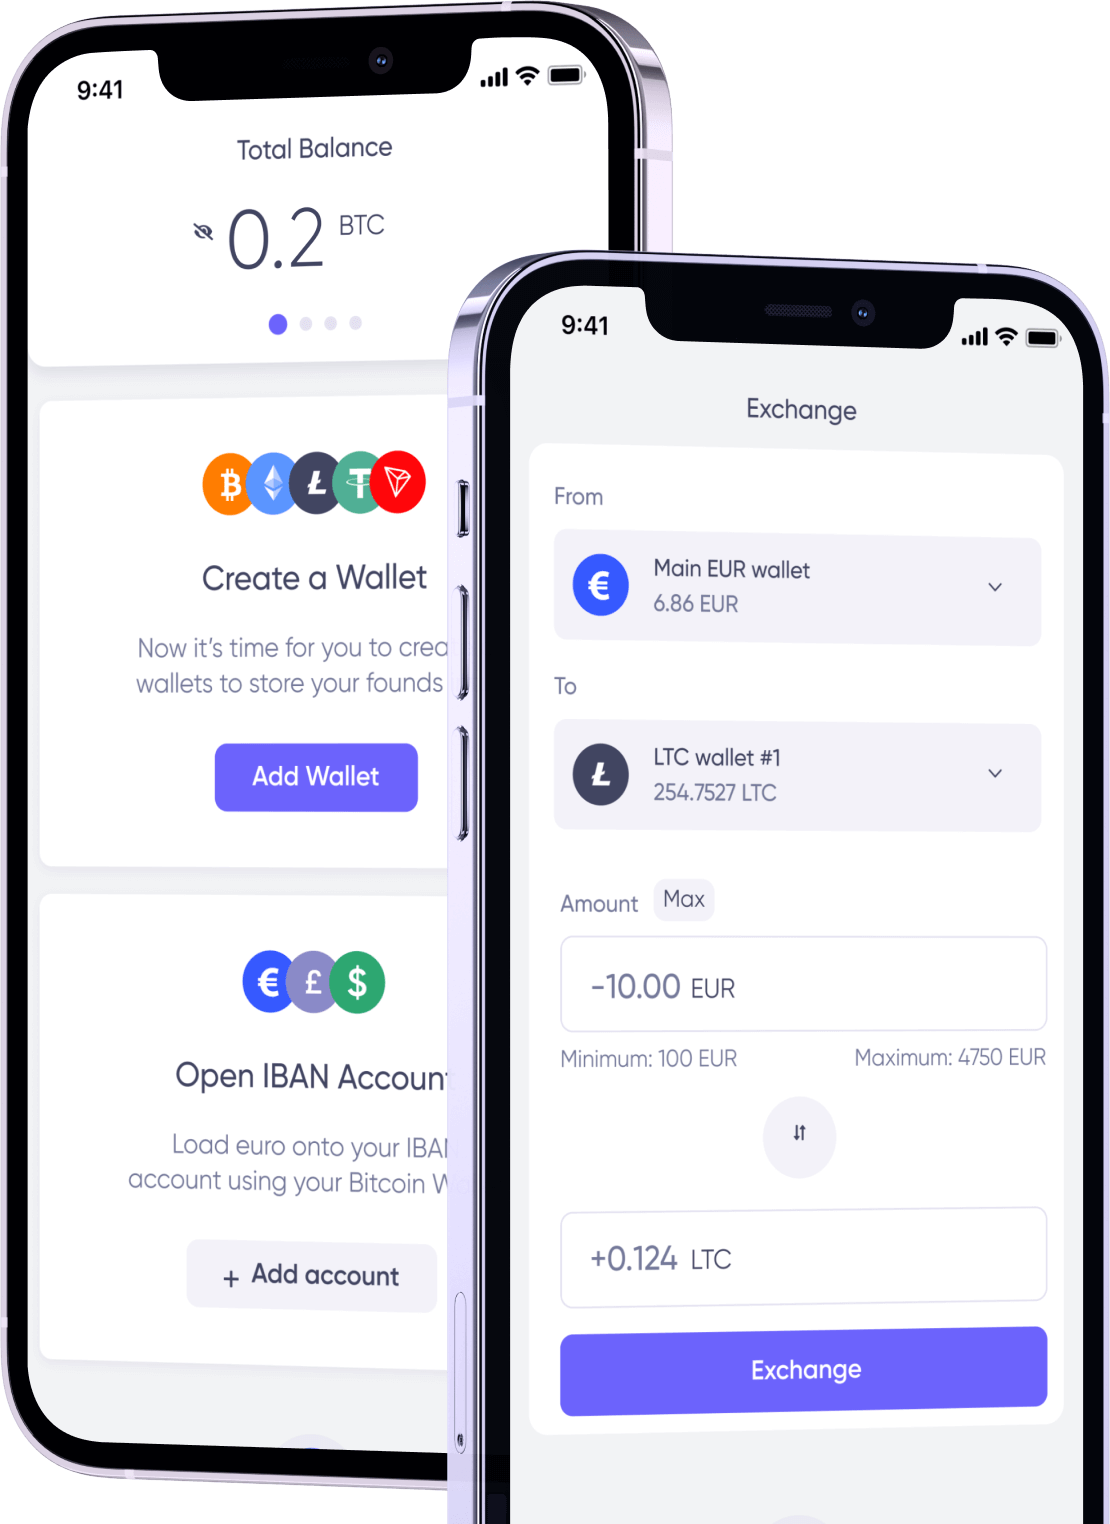 9:41
Total Balance
0.2 BTC
Create a Wallet
Now it's time for you to
wallets to store your founds
Add Wallet
€ £ $
Open IBAN Account
Load euro onto your
account using your Bitcoin
+ Add account
9:41
Exchange
From
€
Main EUR wallet
6.86 EUR
To
LTC wallet #1
254.7527 LTC
Amount Max
-10.00 EUR
Minimum: 100 EUR Maximum: 4750 EUR
+0.124 LTC
Exchange